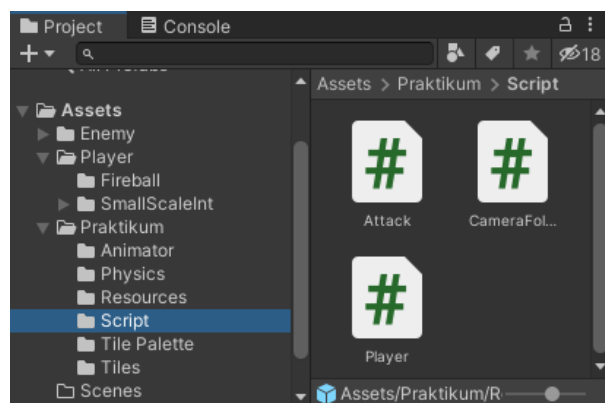 Project
Console
18
Assets > Praktikum > Script
Assets
Enemy
Player
Fireball
SmallScaleInt
Praktikum
Animator
Physics
Resources
Script
Tile Palette
Tiles
Scenes
Attack
CameraFol...
Player
Assets/Praktikum/R